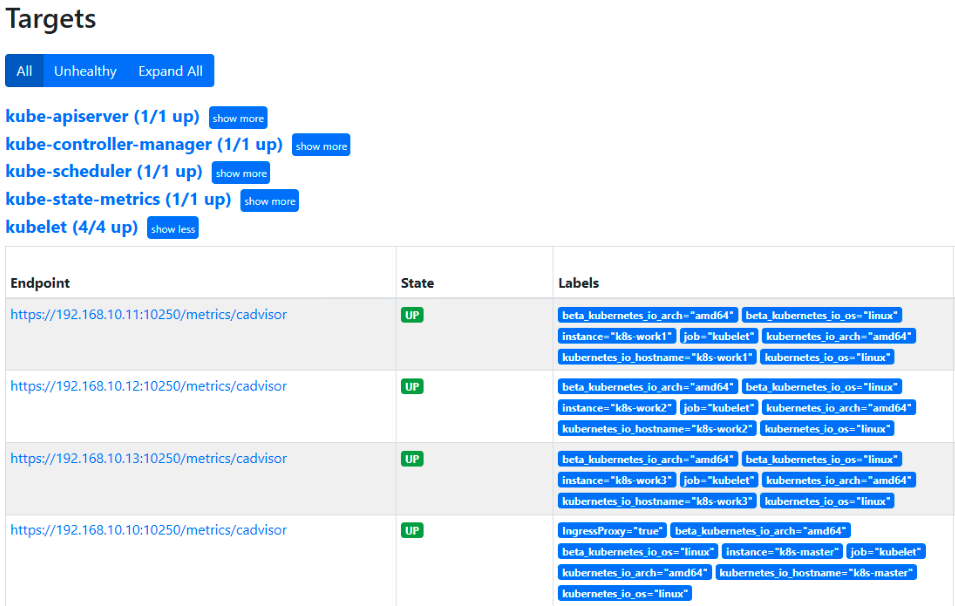 Targets
All Unhealthy Expand All
kube-apiserver (1/1 up) show more
kube-controller-manager (1/1 up) show more
kube-scheduler (1/1 up) show more
kube-state-metrics (1/1 up) show more
kubelet (4/4 up) show less
Endpoint State Labels
https://192.168.10.11:10250/metrics/cadvisor UP beta_kubernetes_io_arch="amd64" beta_kubernetes_io_os="linux"
instance="k8s-work1" job="kubelet" kubernetes_io_arch="amd64"
kubernetes_io_hostname="k8s-work1" kubernetes_io_os="linux"
https://192.168.10.12:10250/metrics/cadvisor UP beta_kubernetes_io_arch="amd64" beta_kubernetes_io_os="linux"
instance="k8s-work2" job="kubelet" kubernetes_io_arch="amd64"
kubernetes_io_hostname="k8s-work2" kubernetes_io_os="linux"
https://192.168.10.13:10250/metrics/cadvisor UP beta_kubernetes_io_arch="amd64" beta_kubernetes_io_os="linux"
instance="k8s-work3" job="kubelet" kubernetes_io_arch="amd64"
kubernetes_io_hostname="k8s-work3" kubernetes_io_os="linux"
https://192.168.10.10:10250/metrics/cadvisor UP IngressProxy="true" beta_kubernetes_io_arch="amd64"
beta_kubernetes_io_os="linux" instance="k8s-master" job="kubelet"
kubernetes_io_arch="amd64" kubernetes_io_hostname="k8s-master"
kubernetes_io_os="linux"